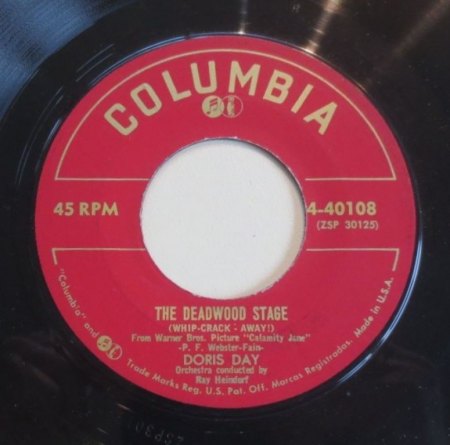 COLUMBIA
45 RPM
4-40108
(ZSP 30125)
THE DEADWOOD STAGE
(WHIP-CRACK-AWAY!)
From Warner Bros. Picture "Calamity Jane"
-P. F. Webster-Fain-
DORIS DAY
Orchestra conducted by
Ray Heindorf
"Columbia" and Trade Marks Reg. U.S. Pat. Off. Marcas Registradas. Made in U.S.A.